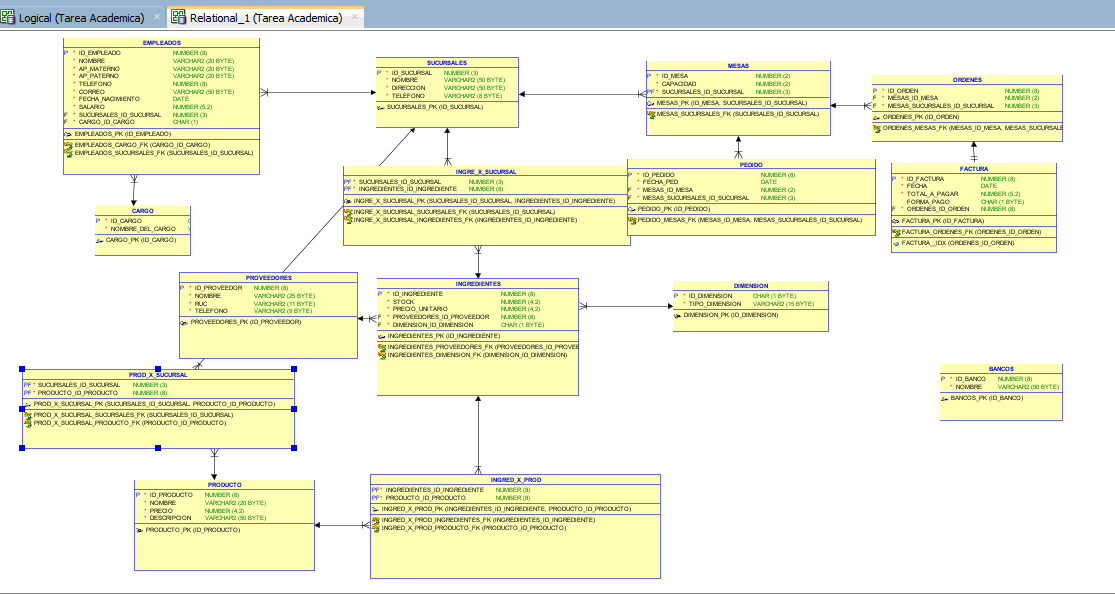 Logical (Tarea Academica)
Relational_1 (Tarea Academica)
EMPLEADOS
P * ID_EMPLEADO NUMBER (8)
* NOMBRE VARCHAR2 (20 BYTE)
* AP_MATERNO VARCHAR2 (20 BYTE)
* AP_PATERNO VARCHAR2 (20 BYTE)
* TELEFONO NUMBER (8)
* CORREO VARCHAR2 (50 BYTE)
* FECHA_NACIMIENTO DATE
* SALARIO NUMBER (5,2)
F * SUCURSALES_ID_SUCURSAL NUMBER (3)
F * CARGO_ID_CARGO CHAR (1)
EMPLEADOS_PK (ID_EMPLEADO)
EMPLEADOS_CARGO_FK (CARGO_ID_CARGO)
EMPLEADOS_SUCURSALES_FK (SUCURSALES_ID_SUCURSAL)
SUCURSALES
P * ID_SUCURSAL NUMBER (3)
* NOMBRE VARCHAR2 (50 BYTE)
* DIRECCION VARCHAR2 (50 BYTE)
* TELEFONO VARCHAR2 (8 BYTE)
SUCURSALES_PK (ID_SUCURSAL)
MESAS
P * ID_MESA NUMBER (2)
* CAPACIDAD NUMBER (2)
PF* SUCURSALES_ID_SUCURSAL NUMBER (3)
MESAS_PK (ID_MESA, SUCURSALES_ID_SUCURSAL)
MESAS_SUCURSALES_FK (SUCURSALES_ID_SUCURSAL)
ORDENES
P * ID_ORDEN NUMBER (8)
F * MESAS_ID_MESA NUMBER (2)
F * MESAS_SUCURSALES_ID_SUCURSAL NUMBER (3)
ORDENES_PK (ID_ORDEN)
ORDENES_MESAS_FK (MESAS_ID_MESA, MESAS_SUCURSALE
CARGO
P * ID_CARGO
* NOMBRE_DEL_CARGO
CARGO_PK (ID_CARGO)
INGRE_X_SUCURSAL
PF* SUCURSALES_ID_SUCURSAL NUMBER (3)
PF* INGREDIENTES_ID_INGREDIENTE NUMBER (8)
INGRE_X_SUCURSAL_PK (SUCURSALES_ID_SUCURSAL, INGREDIENTES_ID_INGREDIENTE)
INGRE_X_SUCURSAL_SUCURSALES_FK (SUCURSALES_ID_SUCURSAL)
INGRE_X_SUCURSAL_INGREDIENTES_FK (INGREDIENTES_ID_INGREDIENTE)
PEDIDO
P * ID_PEDIDO NUMBER (8)
* FECHA_PED DATE
F * MESAS_ID_MESA NUMBER (2)
F * MESAS_SUCURSALES_ID_SUCURSAL NUMBER (3)
PEDIDO_PK (ID_PEDIDO)
PEDIDO_MESAS_FK (MESAS_ID_MESA, MESAS_SUCURSALES_ID_SUCURSAL)
FACTURA
P * ID_FACTURA NUMBER (8)
* FECHA DATE
* TOTAL_A_PAGAR NUMBER (5,2)
FORMA_PAGO CHAR (1 BYTE)
F * ORDENES_ID_ORDEN NUMBER (8)
FACTURA_PK (ID_FACTURA)
FACTURA_ORDENES_FK (ORDENES_ID_ORDEN)
FACTURA__IDX (ORDENES_ID_ORDEN)
PROVEEDORES
P * ID_PROVEEDOR NUMBER (8)
* NOMBRE VARCHAR2 (25 BYTE)
* RUC VARCHAR2 (11 BYTE)
* TELEFONO VARCHAR2 (9 BYTE)
PROVEEDORES_PK (ID_PROVEEDOR)
INGREDIENTES
P * ID_INGREDIENTE NUMBER (8)
* STOCK NUMBER (4,2)
* PRECIO_UNITARIO NUMBER (4,2)
F * PROVEEDORES_ID_PROVEEDOR NUMBER (8)
F * DIMENSION_ID_DIMENSION CHAR (1 BYTE)
INGREDIENTES_PK (ID_INGREDIENTE)
INGREDIENTES_PROVEEDORES_FK (PROVEEDORES_ID_PROVEE
INGREDIENTES_DIMENSION_FK (DIMENSION_ID_DIMENSION)
DIMENSION
P * ID_DIMENSION CHAR (1 BYTE)
* TIPO_DIMENSION VARCHAR2 (15 BYTE)
DIMENSION_PK (ID_DIMENSION)
BANCOS
P * ID_BANCO NUMBER (8)
* NOMBRE VARCHAR2 (50 BYTE)
BANCOS_PK (ID_BANCO)
PROD_X_SUCURSAL
PF* SUCURSALES_ID_SUCURSAL NUMBER (3)
PF* PRODUCTO_ID_PRODUCTO NUMBER (8)
PROD_X_SUCURSAL_PK (SUCURSALES_ID_SUCURSAL, PRODUCTO_ID_PRODUCTO)
PROD_X_SUCURSAL_SUCURSALES_FK (SUCURSALES_ID_SUCURSAL)
PROD_X_SUCURSAL_PRODUCTO_FK (PRODUCTO_ID_PRODUCTO)
PRODUCTO
P * ID_PRODUCTO NUMBER (8)
* NOMBRE VARCHAR2 (20 BYTE)
* PRECIO NUMBER (4,2)
* DESCRIPCION VARCHAR2 (50 BYTE)
PRODUCTO_PK (ID_PRODUCTO)
INGRED_X_PROD
PF* INGREDIENTES_ID_INGREDIENTE NUMBER (8)
PF* PRODUCTO_ID_PRODUCTO NUMBER (8)
INGRED_X_PROD_PK (INGREDIENTES_ID_INGREDIENTE, PRODUCTO_ID_PRODUCTO)
INGRED_X_PROD_INGREDIENTES_FK (INGREDIENTES_ID_INGREDIENTE)
INGRED_X_PROD_PRODUCTO_FK (PRODUCTO_ID_PRODUCTO)